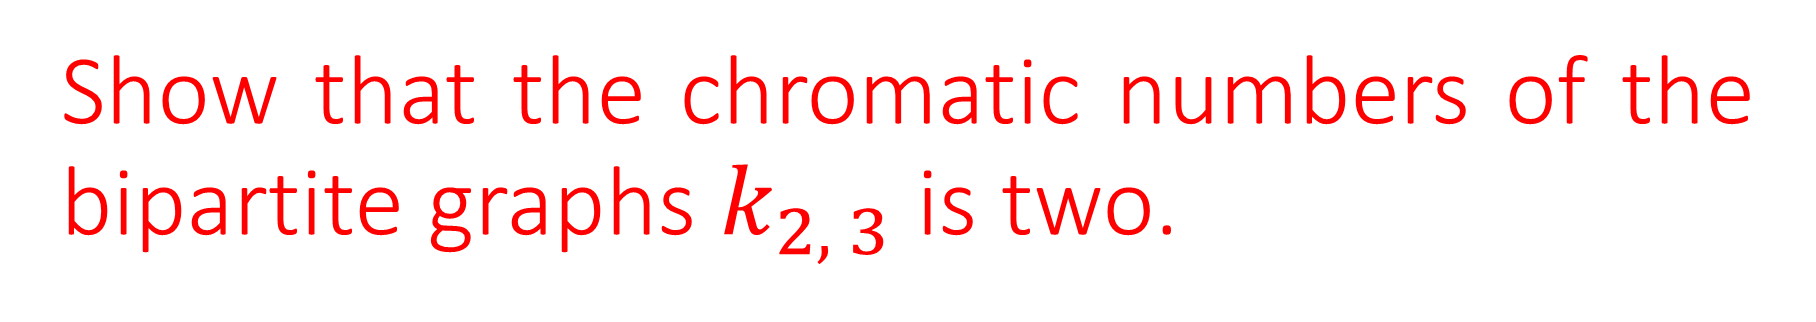 Show that the chromatic numbers of the
bipartite graphs k₂, ₃ is two.